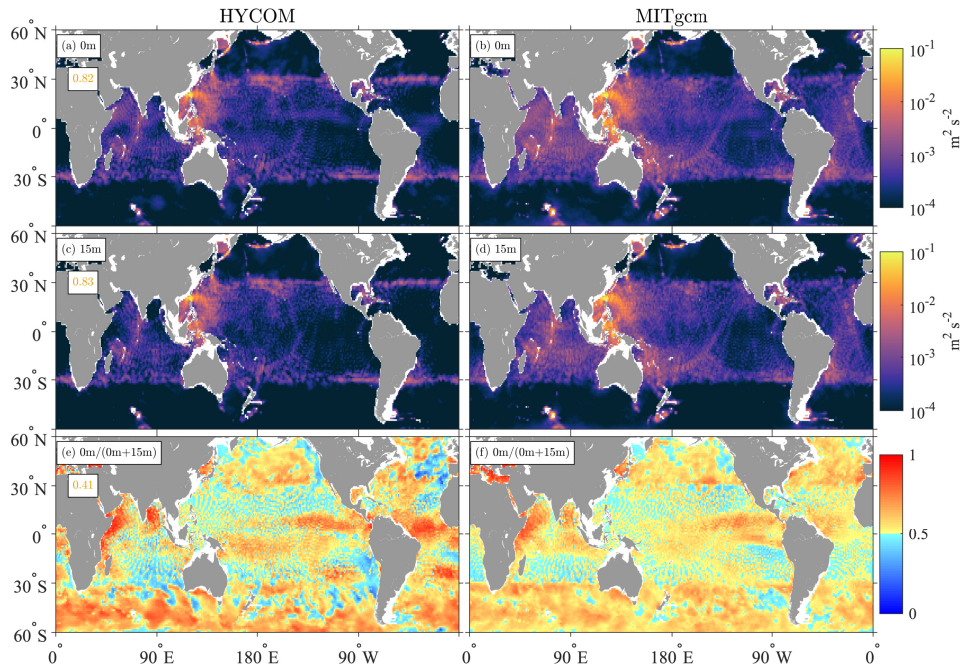 HYCOM
MITgcm
60° N
(a) 0m
(b) 0m
10⁻¹
0.82
30° N
10⁻²
0°
m² s⁻²
10⁻³
30° S
10⁻⁴
60° N
(c) 15m
(d) 15m
10⁻¹
0.83
30° N
10⁻²
0°
m² s⁻²
10⁻³
30° S
10⁻⁴
60° N
(e) 0m/(0m+15m)
(f) 0m/(0m+15m)
1
0.41
30° N
0°
0.5
30° S
0
60° S
0° 90 E 180 E 90 W 0° 90 E 180 E 90 W 0°